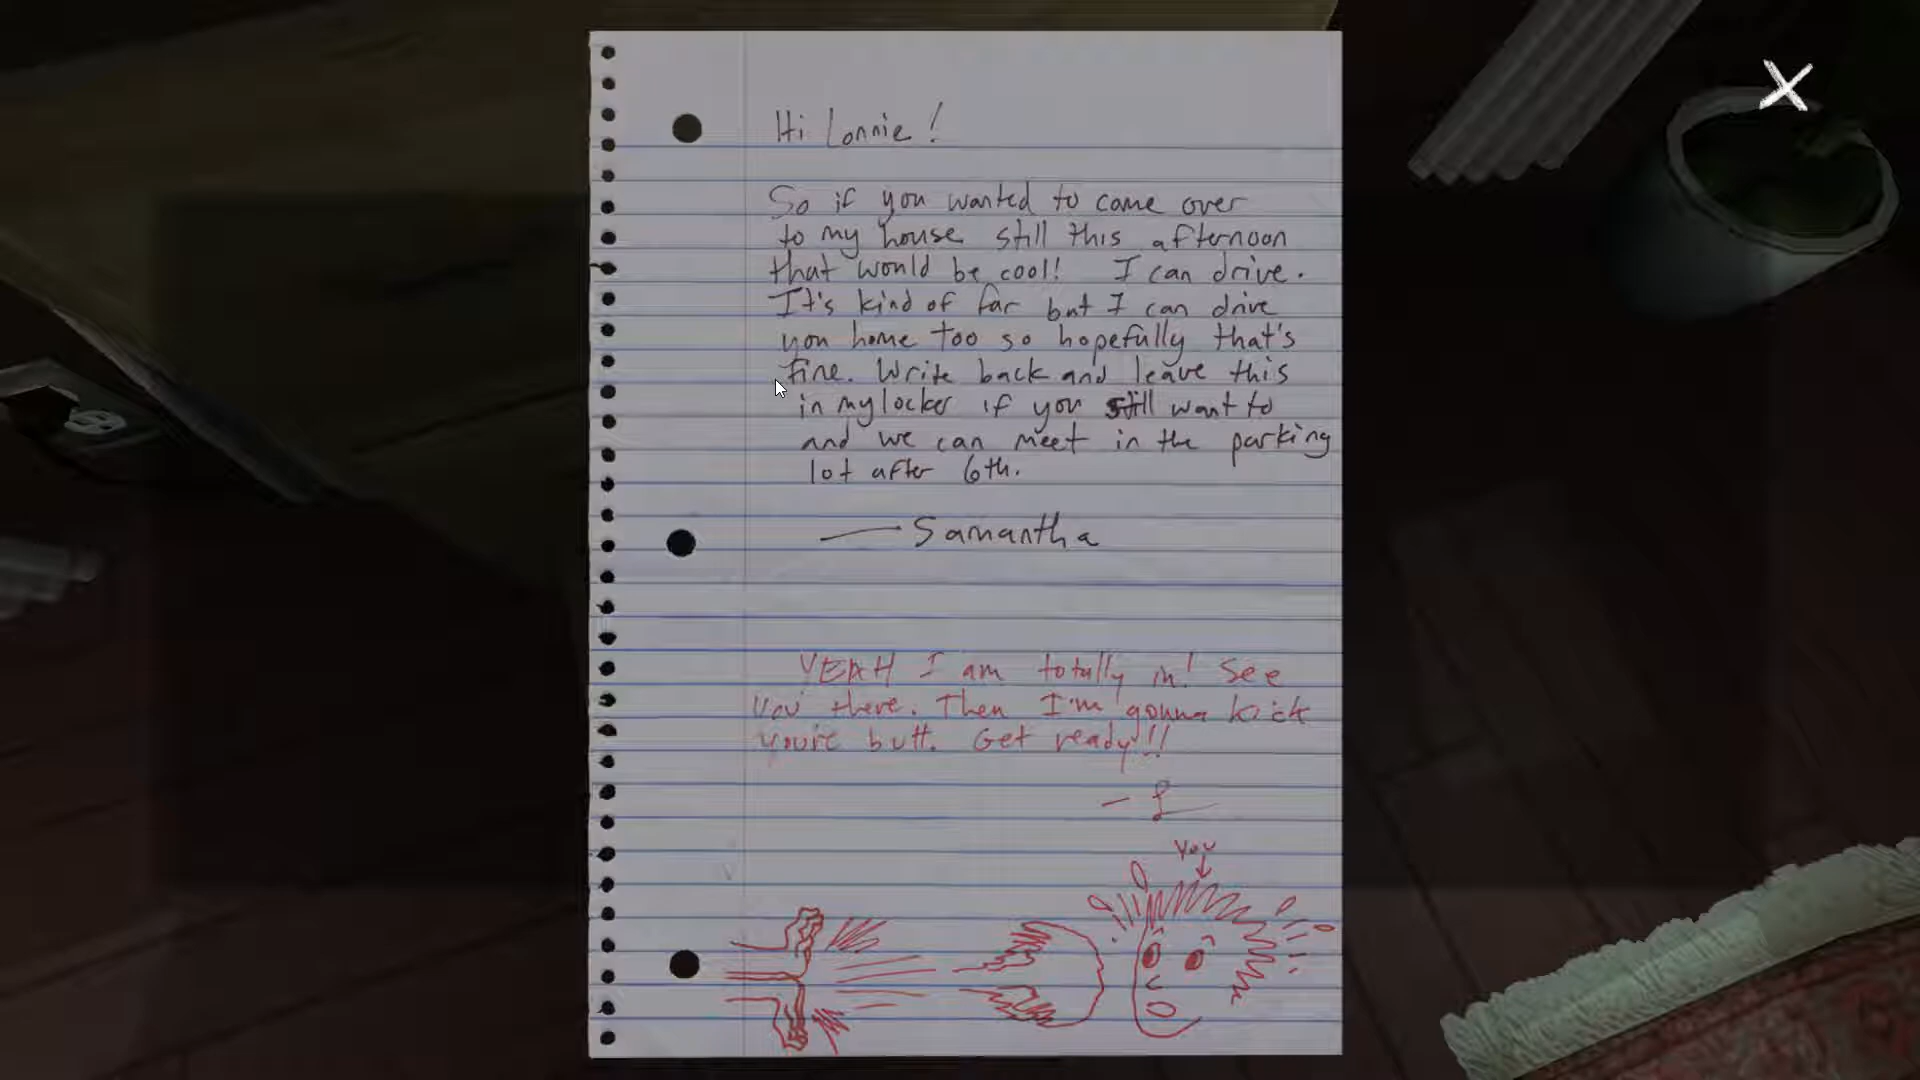 Hi Lonnie!
So if you wanted to come over
to my house still this afternoon
that would be cool! I can drive.
It's kind of far but I can drive
you home too so hopefully that's
fine. Write back and leave this
in my locker if you still want to
and we can meet in the parking
lot after 6th.
— Samantha
YEAH I am totally in! See
you there. Then I'm gonna kick
you're butt. Get ready!!
— L
You